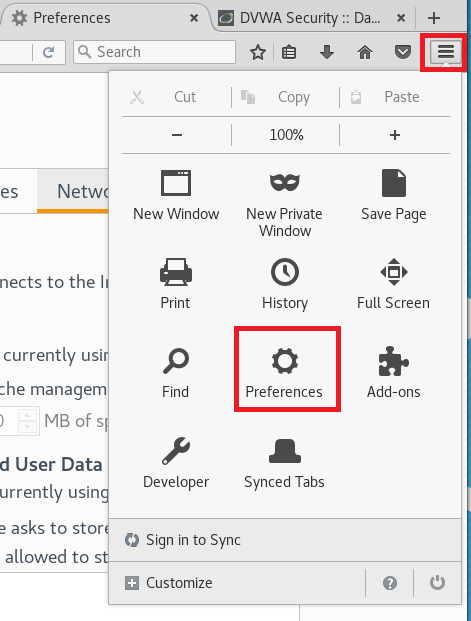 Preferences
DVWA Security :: Da...
Search
Cut
Copy
Paste
100%
New Window
New Private
Window
Save Page
Print
History
Full Screen
Find
Preferences
Add-ons
Developer
Synced Tabs
Sign in to Sync
Customize
es
Netwo
nects to the In
currently usin
che managem
0
MB of sp
d User Data
urrently using
e asks to store
allowed to st